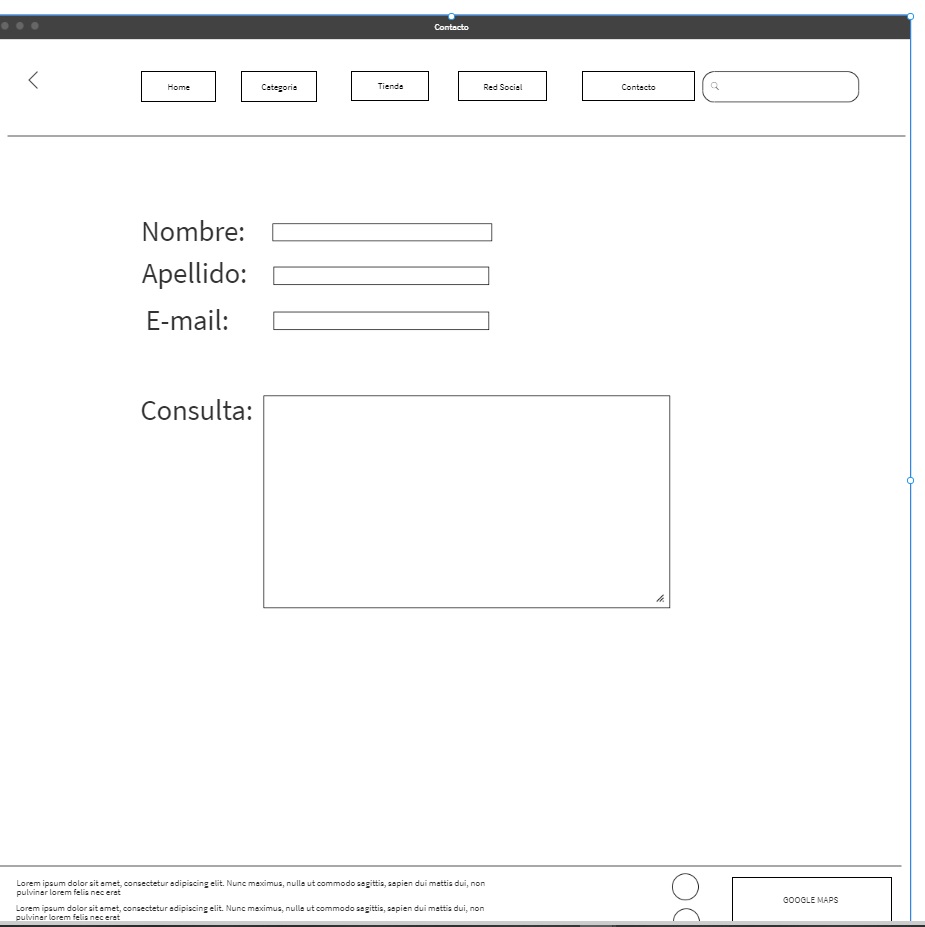 Contacto
Home
Categoria
Tienda
Red Social
Contacto
Nombre:
Apellido:
E-mail:
Consulta:
Lorem ipsum dolor sit amet, consectetur adipiscing elit. Nunc maximus, nulla ut commodo sagittis, sapien dui mattis dui, non
pulvinar lorem felis nec erat
Lorem ipsum dolor sit amet, consectetur adipiscing elit. Nunc maximus, nulla ut commodo sagittis, sapien dui mattis dui, non
pulvinar lorem felis nec erat
GOOGLE MAPS